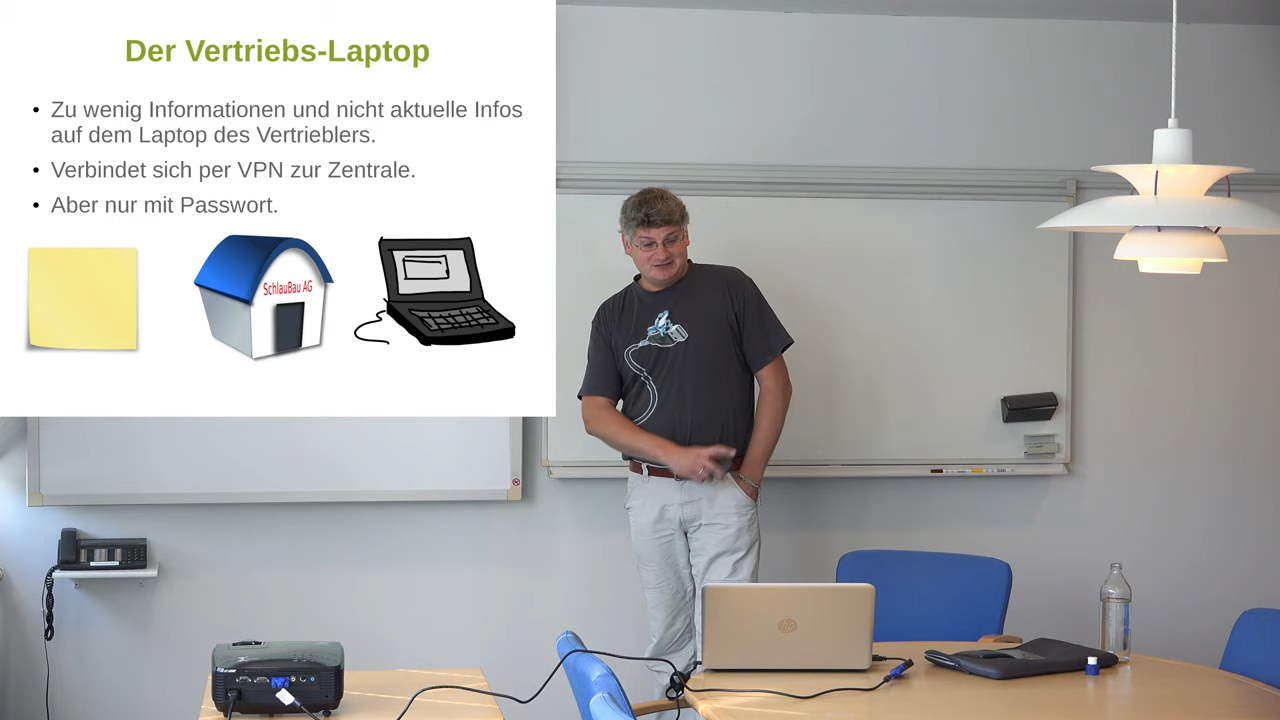 Der Vertriebs-Laptop
• Zu wenig Informationen und nicht aktuelle Infos
auf dem Laptop des Vertrieblers.
• Verbindet sich per VPN zur Zentrale.
• Aber nur mit Passwort.
SchlauBau AG
hp